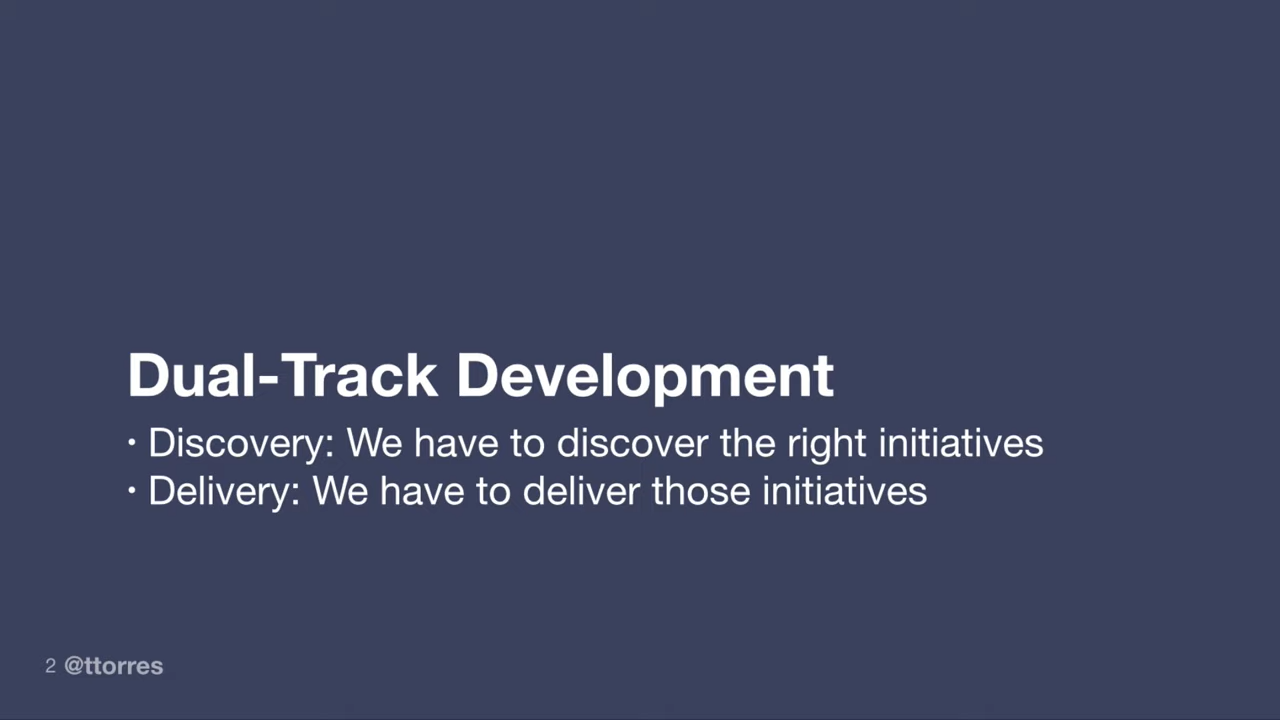 Dual-Track Development
· Discovery: We have to discover the right initiatives
· Delivery: We have to deliver those initiatives
2 @ttorres